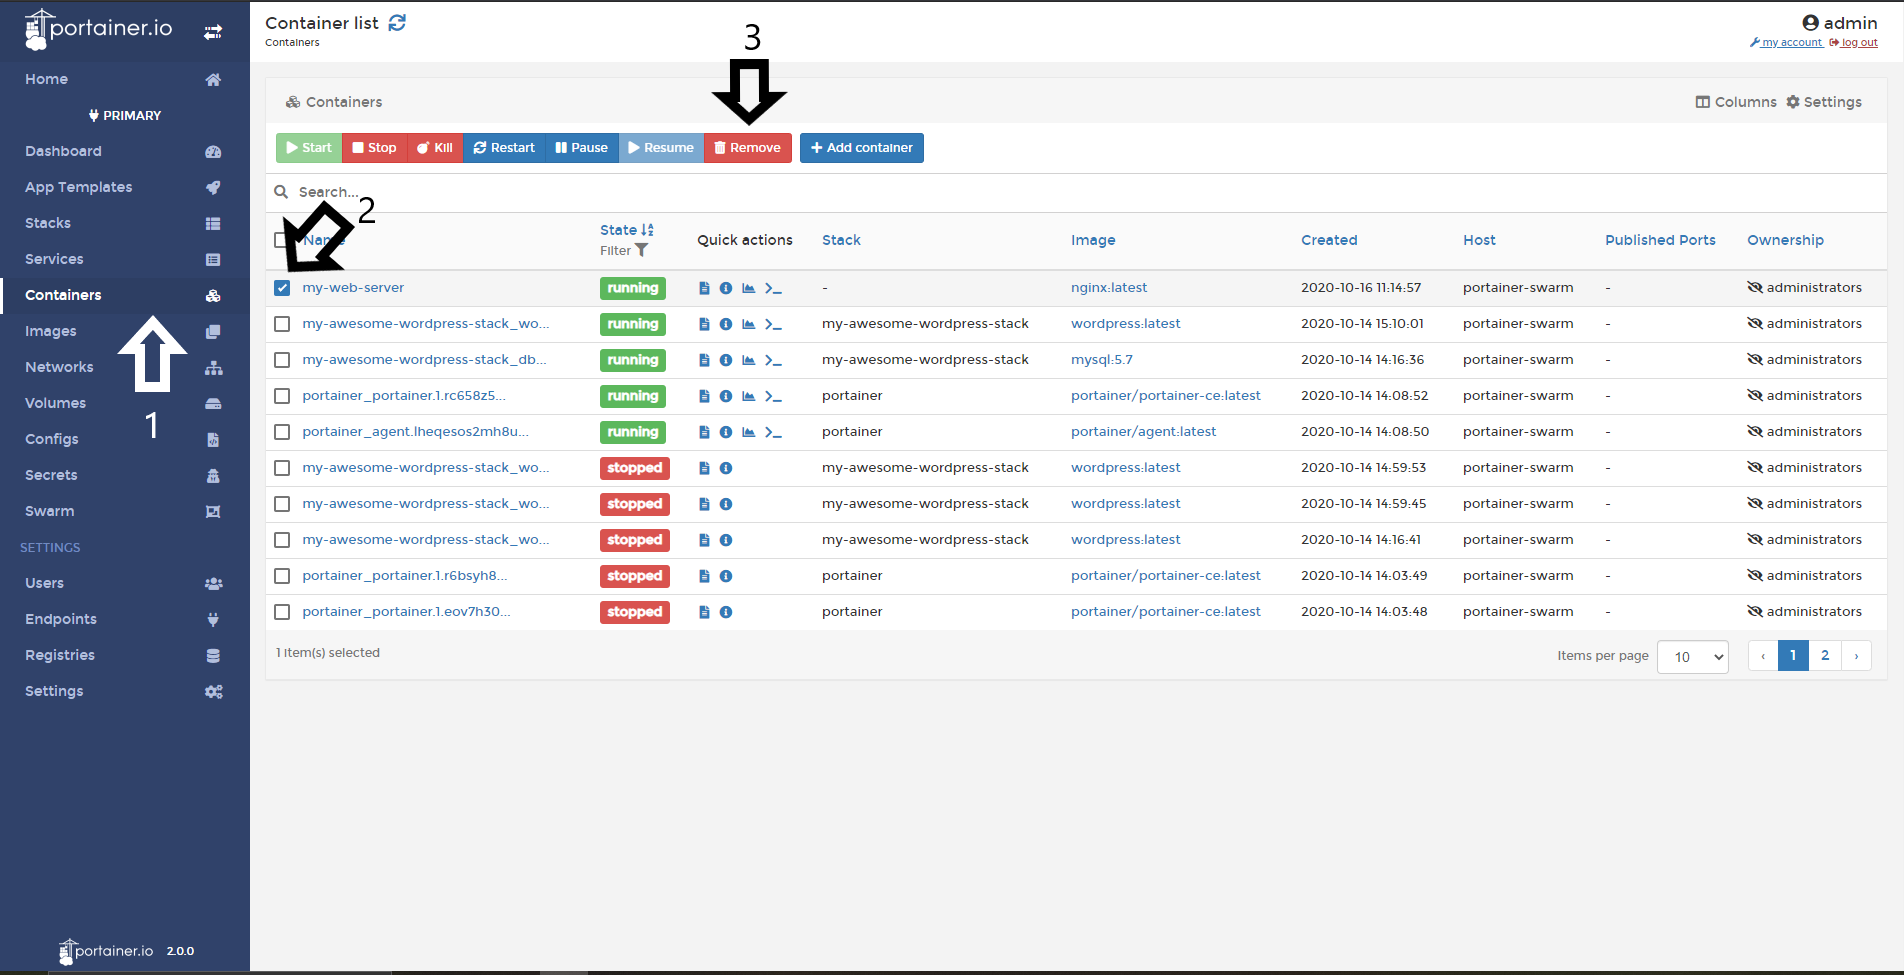 portainer.io
Home
PRIMARY
Dashboard
App Templates
Stacks
Services
Containers
Images
Networks
Volumes
Configs
Secrets
Swarm
SETTINGS
Users
Endpoints
Registries
Settings
portainer.io 2.0.0
1
Container list
Containers
admin
my account log out
3
Containers
Columns Settings
Start Stop Kill Restart Pause Resume Remove Add container
Search...
2
Name State Filter Quick actions Stack Image Created Host Published Ports Ownership
my-web-server running - nginx:latest 2020-10-16 11:14:57 portainer-swarm - administrators
my-awesome-wordpress-stack_wo... running my-awesome-wordpress-stack wordpress:latest 2020-10-14 15:10:01 portainer-swarm - administrators
my-awesome-wordpress-stack_db... running my-awesome-wordpress-stack mysql:5.7 2020-10-14 14:16:36 portainer-swarm - administrators
portainer_portainer.1.rc658z5... running portainer portainer/portainer-ce:latest 2020-10-14 14:08:52 portainer-swarm - administrators
portainer_agent.lheqesos2mh8u... running portainer portainer/agent:latest 2020-10-14 14:08:50 portainer-swarm - administrators
my-awesome-wordpress-stack_wo... stopped my-awesome-wordpress-stack wordpress:latest 2020-10-14 14:59:53 portainer-swarm - administrators
my-awesome-wordpress-stack_wo... stopped my-awesome-wordpress-stack wordpress:latest 2020-10-14 14:59:45 portainer-swarm - administrators
my-awesome-wordpress-stack_wo... stopped my-awesome-wordpress-stack wordpress:latest 2020-10-14 14:16:41 portainer-swarm - administrators
portainer_portainer.1.r6bsyh8... stopped portainer portainer/portainer-ce:latest 2020-10-14 14:03:49 portainer-swarm - administrators
portainer_portainer.1.eov7h30... stopped portainer portainer/portainer-ce:latest 2020-10-14 14:03:48 portainer-swarm - administrators
1 item(s) selected
Items per page 10 ‹ 1 2 ›